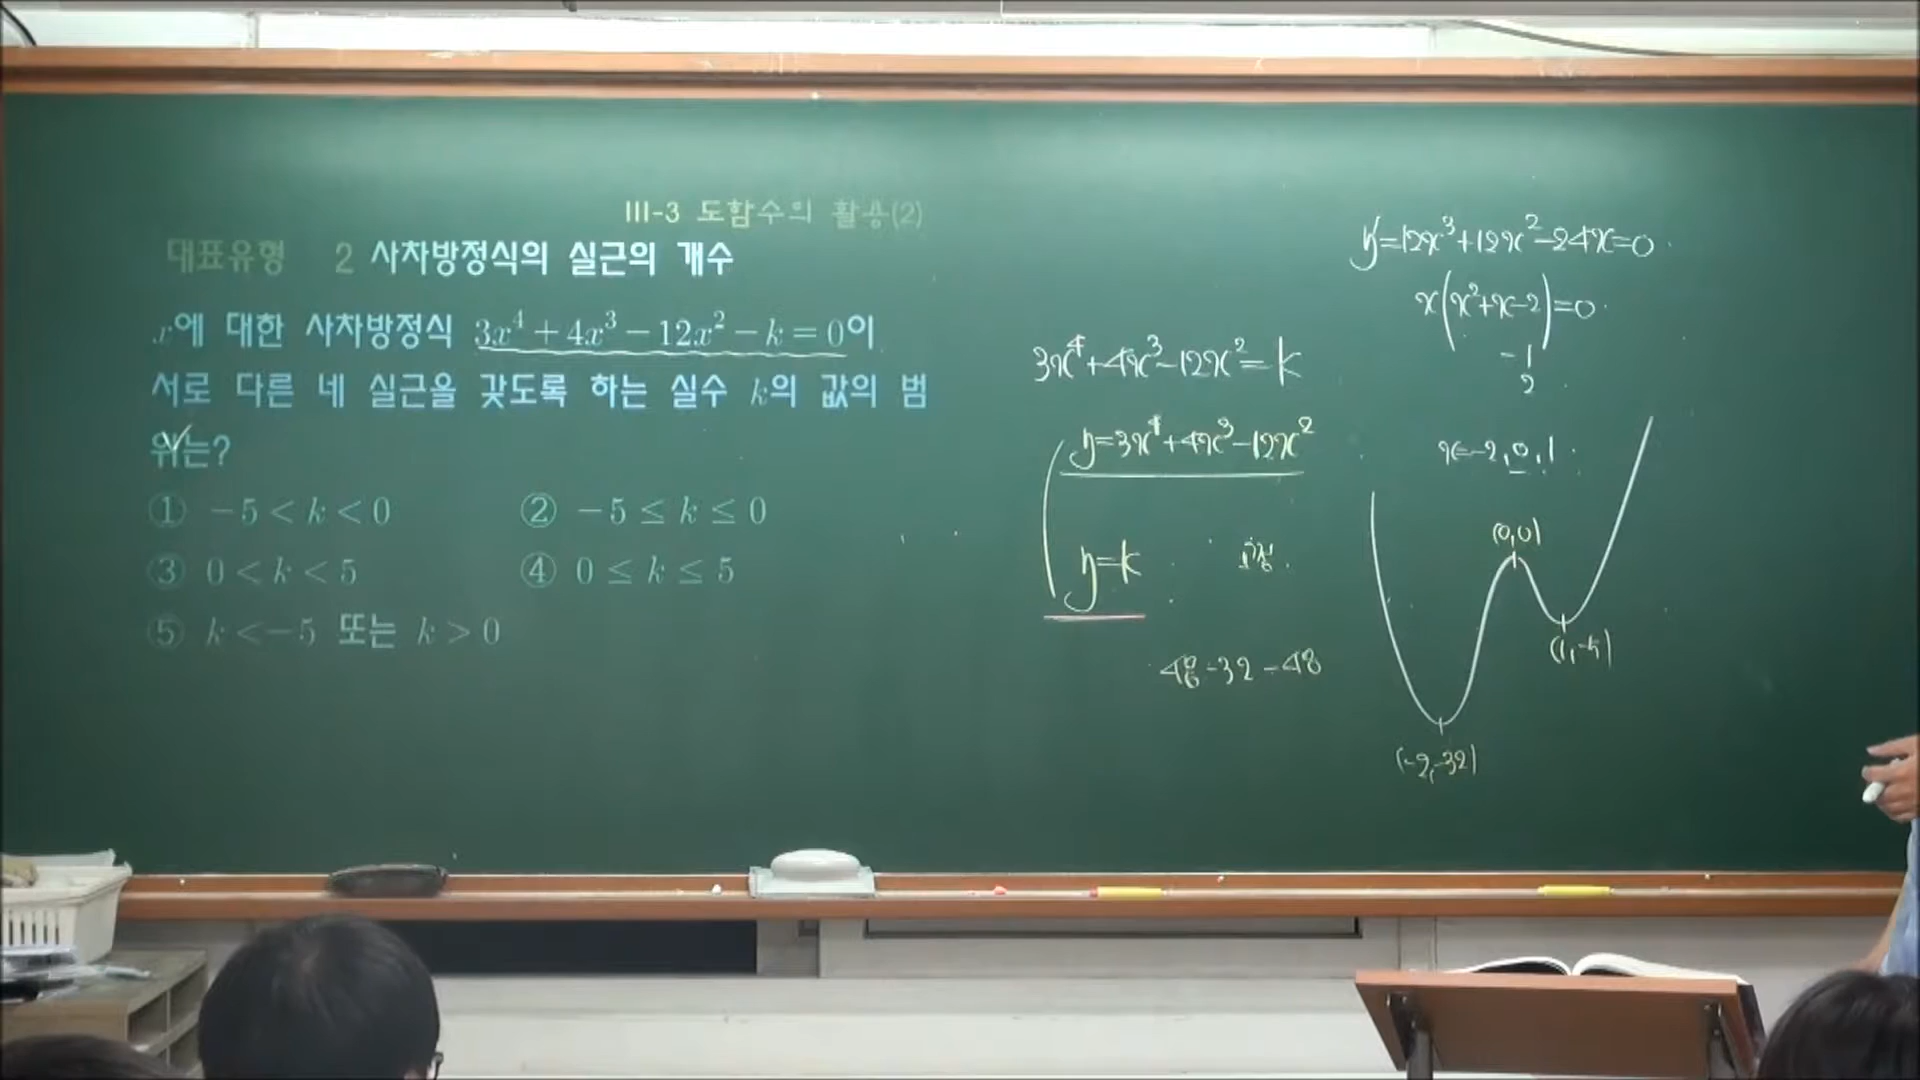 III-3 도함수의 활용(2)
대표유형 2 사차방정식의 실근의 개수
x에 대한 사차방정식 3x⁴ + 4x³ − 12x² − k = 0이
서로 다른 네 실근을 갖도록 하는 실수 k의 값의 범
위는?
① −5 < k < 0 ② −5 ≤ k ≤ 0
③ 0 < k < 5 ④ 0 ≤ k ≤ 5
⑤ k < −5 또는 k > 0
3x⁴+4x³−12x²=k
y=3x⁴+4x³−12x²
y=k
48-32-48
y'=12x³+12x²−24x=0
x(x²+x−2)=0
-1
2
x=-2,0,1
(0,0)
(1,-5)
(-2,-32)